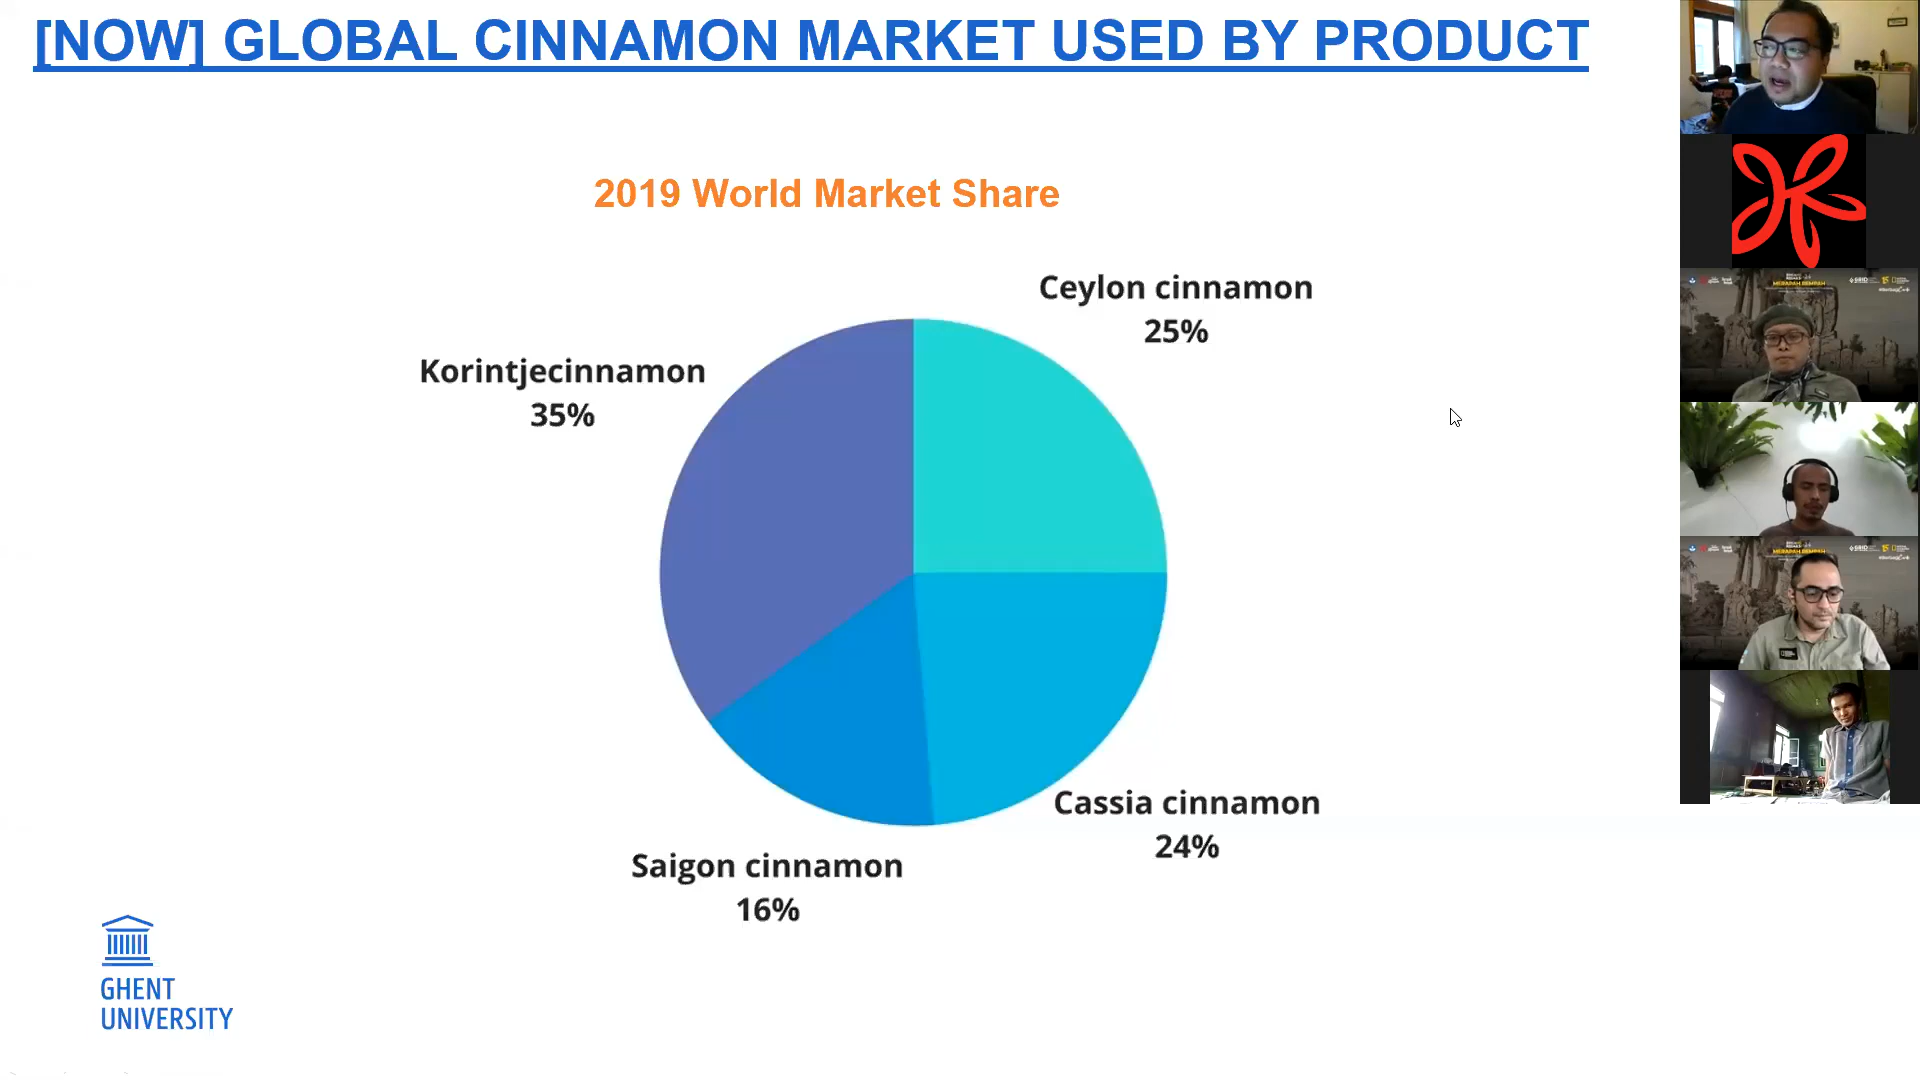 [NOW] GLOBAL CINNAMON MARKET USED BY PRODUCT
2019 World Market Share
Ceylon cinnamon
25%
Korintjecinnamon
35%
Cassia cinnamon
24%
Saigon cinnamon
16%
GHENT
UNIVERSITY